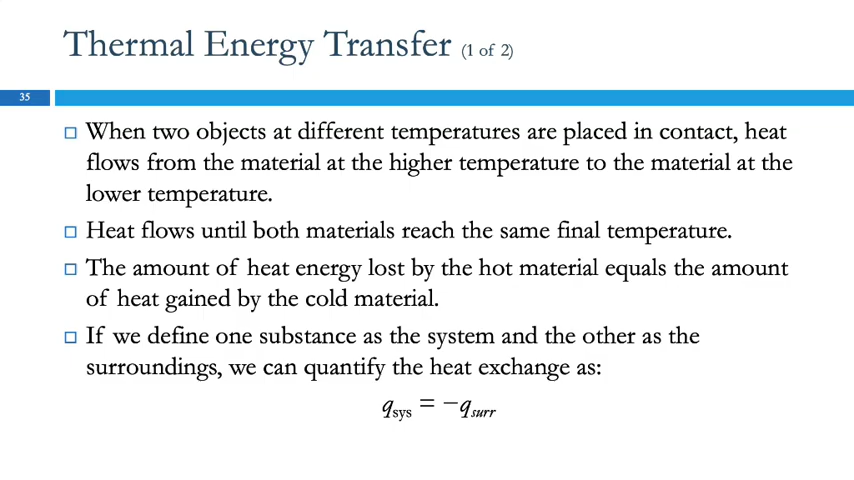 Thermal Energy Transfer (1 of 2)
35
When two objects at different temperatures are placed in contact, heat
flows from the material at the higher temperature to the material at the
lower temperature.
Heat flows until both materials reach the same final temperature.
The amount of heat energy lost by the hot material equals the amount
of heat gained by the cold material.
If we define one substance as the system and the other as the
surroundings, we can quantify the heat exchange as:
q_sys = −q_surr